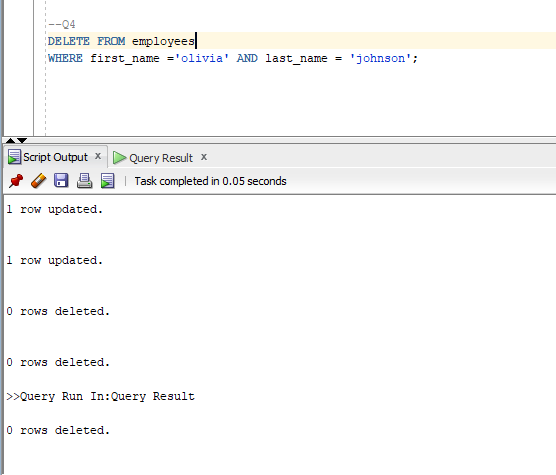 --Q4
DELETE FROM employees
WHERE first_name ='olivia' AND last_name = 'johnson';
Script Output x Query Result x
Task completed in 0.05 seconds
1 row updated.
1 row updated.
0 rows deleted.
0 rows deleted.
>>Query Run In:Query Result
0 rows deleted.